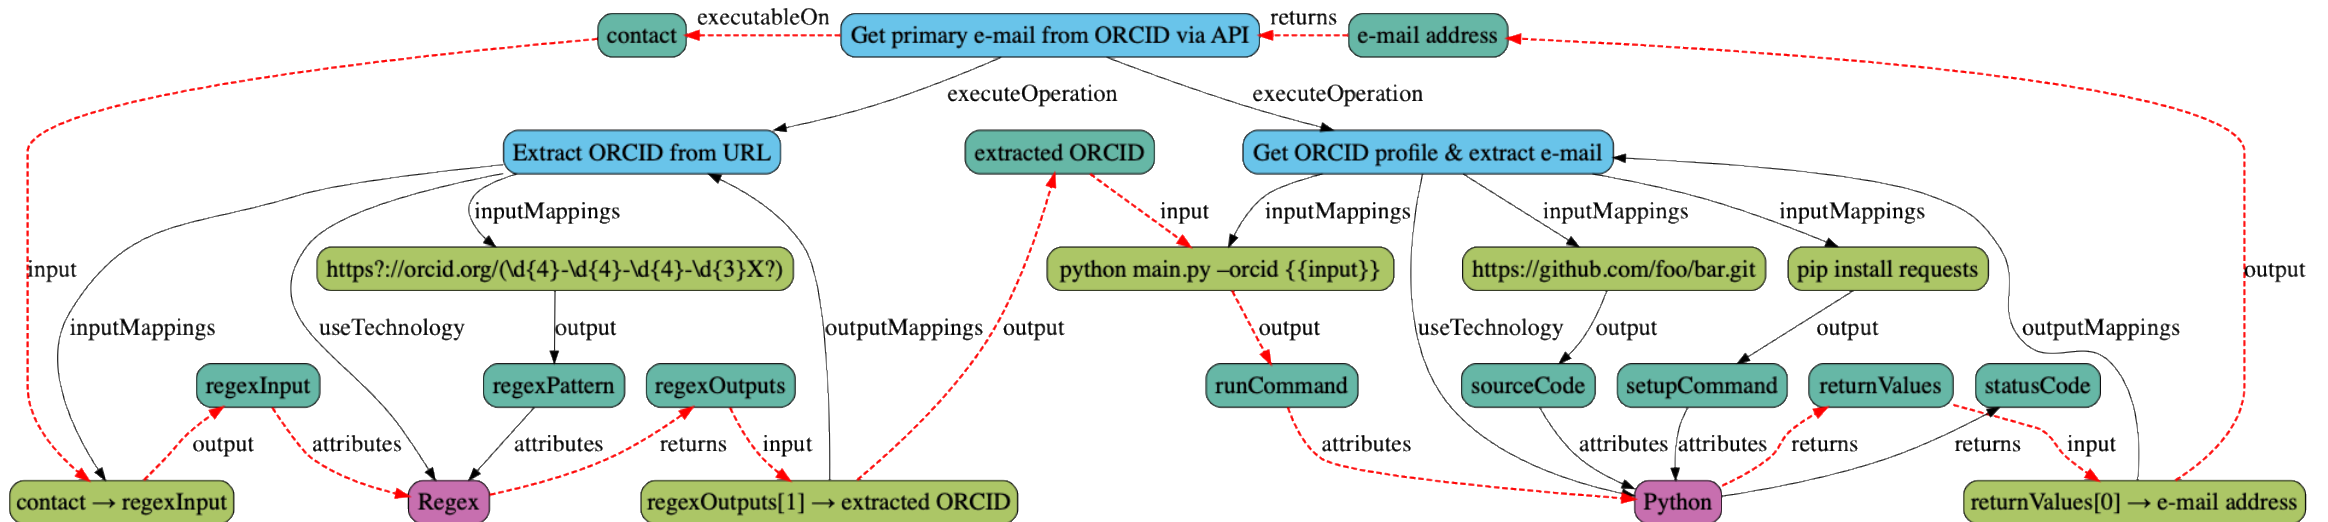 contact
executableOn
Get primary e-mail from ORCID via API
returns
e-mail address
executeOperation
executeOperation
Extract ORCID from URL
extracted ORCID
Get ORCID profile & extract e-mail
inputMappings
input
inputMappings
inputMappings
inputMappings
input
https?://orcid.org/(\d{4}-\d{4}-\d{4}-\d{3}X?)
python main.py –orcid {{input}}
https://github.com/foo/bar.git
pip install requests
output
inputMappings
useTechnology
output
outputMappings
output
output
useTechnology
output
output
outputMappings
regexInput
regexPattern
regexOutputs
runCommand
sourceCode
setupCommand
returnValues
statusCode
output
attributes
attributes
returns
input
attributes
attributes
attributes
returns
returns
input
contact → regexInput
Regex
regexOutputs[1] → extracted ORCID
Python
returnValues[0] → e-mail address